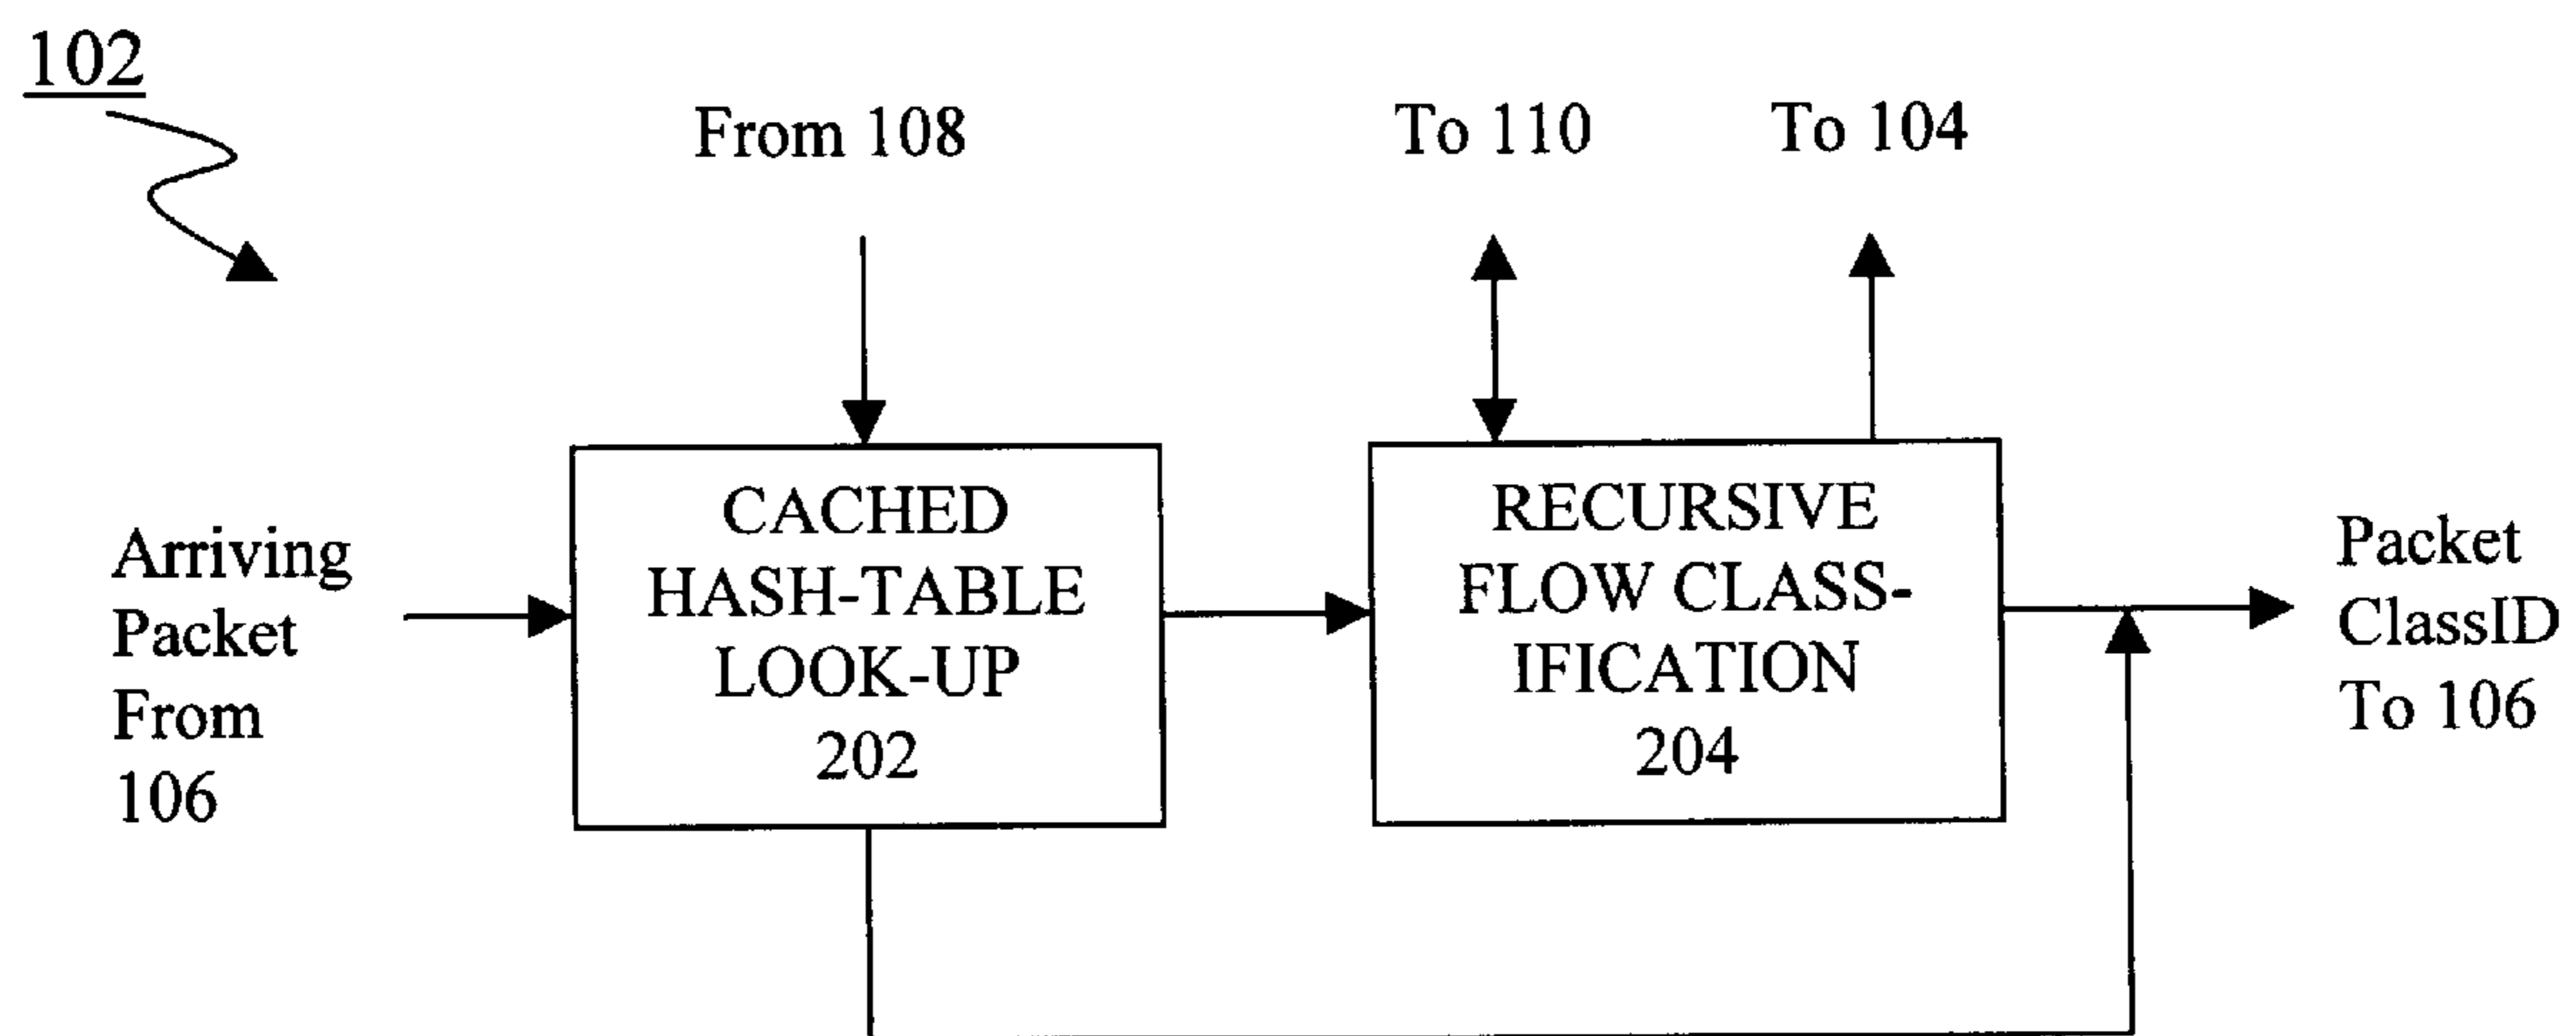 102
From 108
To 110
To 104
Arriving
Packet
From
106
CACHED
HASH-TABLE
LOOK-UP
202
RECURSIVE
FLOW CLASS-
IFICATION
204
Packet
ClassID
To 106